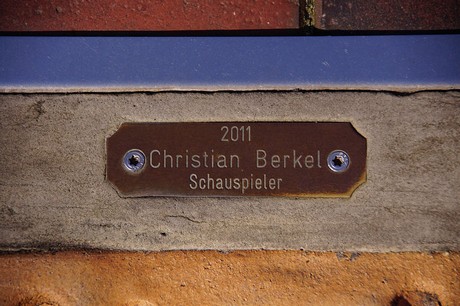 2011
Christian Berkel
Schauspieler